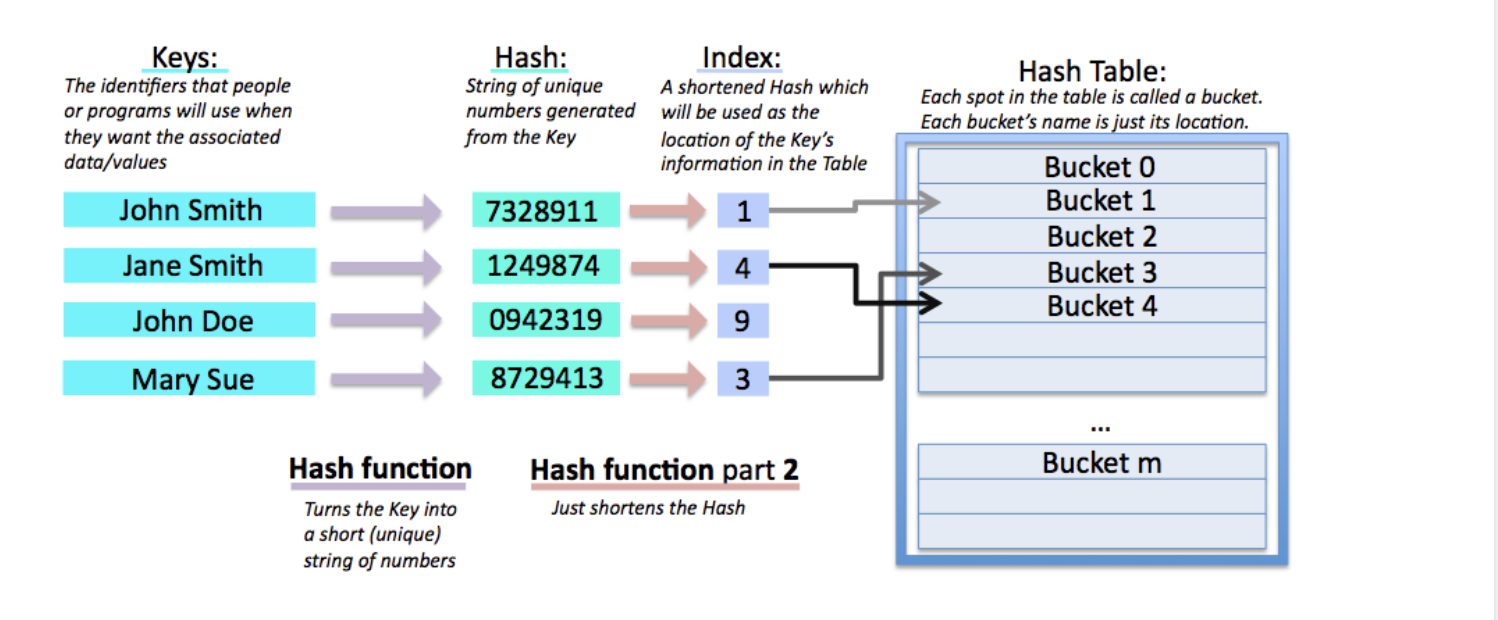 Keys:
The identifiers that people
or programs will use when
they want the associated
data/values
Hash:
String of unique
numbers generated
from the Key
Index:
A shortened Hash which
will be used as the
location of the Key's
information in the Table
Hash Table:
Each spot in the table is called a bucket.
Each bucket's name is just its location.
John Smith
7328911
1
Jane Smith
1249874
4
John Doe
0942319
9
Mary Sue
8729413
3
Bucket 0
Bucket 1
Bucket 2
Bucket 3
Bucket 4
...
Bucket m
Hash function
Turns the Key into
a short (unique)
string of numbers
Hash function part 2
Just shortens the Hash